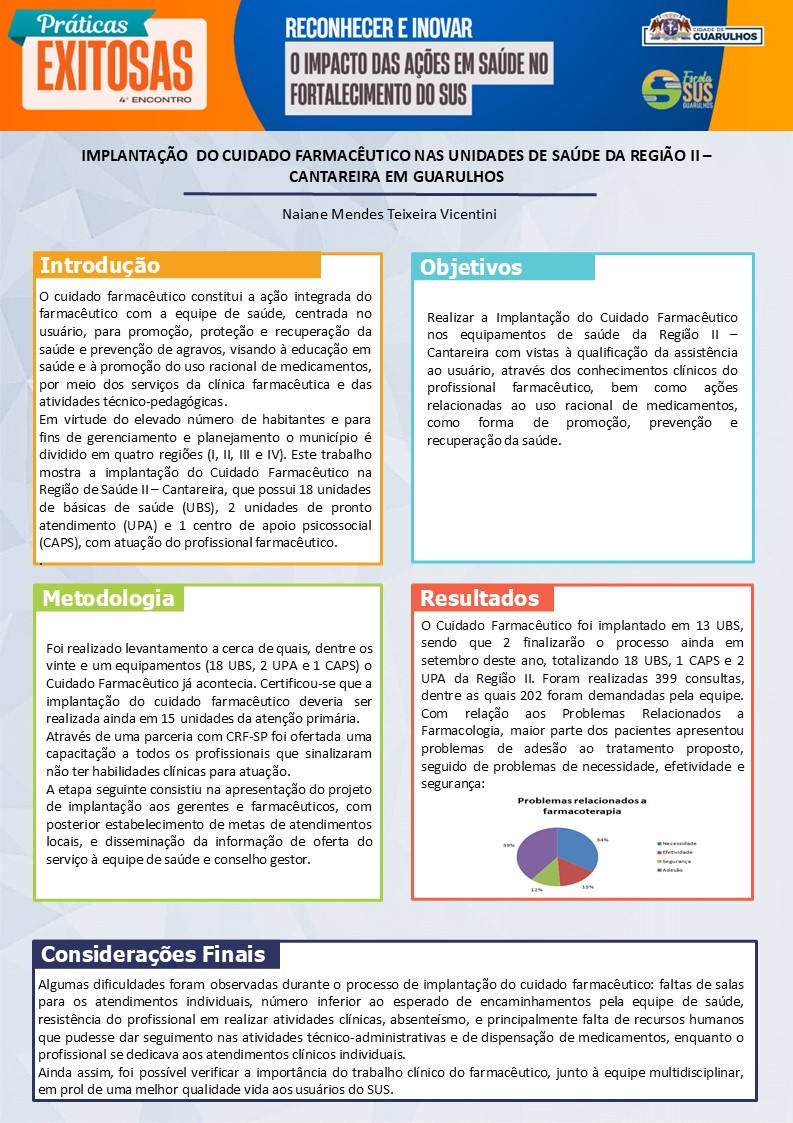 Práticas
EXITOSAS
4º ENCONTRO
RECONHECER E INOVAR
O IMPACTO DAS AÇÕES EM SAÚDE NO
FORTALECIMENTO DO SUS
CIDADE DE
GUARULHOS
Escola
SUS
GUARULHOS
IMPLANTAÇÃO DO CUIDADO FARMACÊUTICO NAS UNIDADES DE SAÚDE DA REGIÃO II –
CANTAREIRA EM GUARULHOS
Naiane Mendes Teixeira Vicentini
Introdução
O cuidado farmacêutico constitui a ação integrada do
farmacêutico com a equipe de saúde, centrada no
usuário, para promoção, proteção e recuperação da
saúde e prevenção de agravos, visando à educação em
saúde e à promoção do uso racional de medicamentos,
por meio dos serviços da clínica farmacêutica e das
atividades técnico-pedagógicas.
Em virtude do elevado número de habitantes e para
fins de gerenciamento e planejamento o município é
dividido em quatro regiões (I, II, III e IV). Este trabalho
mostra a implantação do Cuidado Farmacêutico na
Região de Saúde II – Cantareira, que possui 18 unidades
de básicas de saúde (UBS), 2 unidades de pronto
atendimento (UPA) e 1 centro de apoio psicossocial
(CAPS), com atuação do profissional farmacêutico.
.
Objetivos
Realizar a Implantação do Cuidado Farmacêutico
nos equipamentos de saúde da Região II –
Cantareira com vistas à qualificação da assistência
ao usuário, através dos conhecimentos clínicos do
profissional farmacêutico, bem como ações
relacionadas ao uso racional de medicamentos,
como forma de promoção, prevenção e
recuperação da saúde.
Metodologia
Foi realizado levantamento a cerca de quais, dentre os
vinte e um equipamentos (18 UBS, 2 UPA e 1 CAPS) o
Cuidado Farmacêutico já acontecia. Certificou-se que a
implantação do cuidado farmacêutico deveria ser
realizada ainda em 15 unidades da atenção primária.
Através de uma parceria com CRF-SP foi ofertada uma
capacitação a todos os profissionais que sinalizaram
não ter habilidades clínicas para atuação.
A etapa seguinte consistiu na apresentação do projeto
de implantação aos gerentes e farmacêuticos, com
posterior estabelecimento de metas de atendimentos
locais, e disseminação da informação de oferta do
serviço à equipe de saúde e conselho gestor.
Resultados
O Cuidado Farmacêutico foi implantado em 13 UBS,
sendo que 2 finalizarão o processo ainda em
setembro deste ano, totalizando 18 UBS, 1 CAPS e 2
UPA da Região II. Foram realizadas 399 consultas,
dentre as quais 202 foram demandadas pela equipe.
Com relação aos Problemas Relacionados a
Farmacologia, maior parte dos pacientes apresentou
problemas de adesão ao tratamento proposto,
seguido de problemas de necessidade, efetividade e
segurança:
Problemas relacionados a
farmacoterapia
39%
34%
12%
15%
Necessidade
Efetividade
Segurança
Adesão
Considerações Finais
Algumas dificuldades foram observadas durante o processo de implantação do cuidado farmacêutico: faltas de salas
para os atendimentos individuais, número inferior ao esperado de encaminhamentos pela equipe de saúde,
resistência do profissional em realizar atividades clínicas, absenteísmo, e principalmente falta de recursos humanos
que pudesse dar seguimento nas atividades técnico-administrativas e de dispensação de medicamentos, enquanto o
profissional se dedicava aos atendimentos clínicos individuais.
Ainda assim, foi possível verificar a importância do trabalho clínico do farmacêutico, junto à equipe multidisciplinar,
em prol de uma melhor qualidade vida aos usuários do SUS.